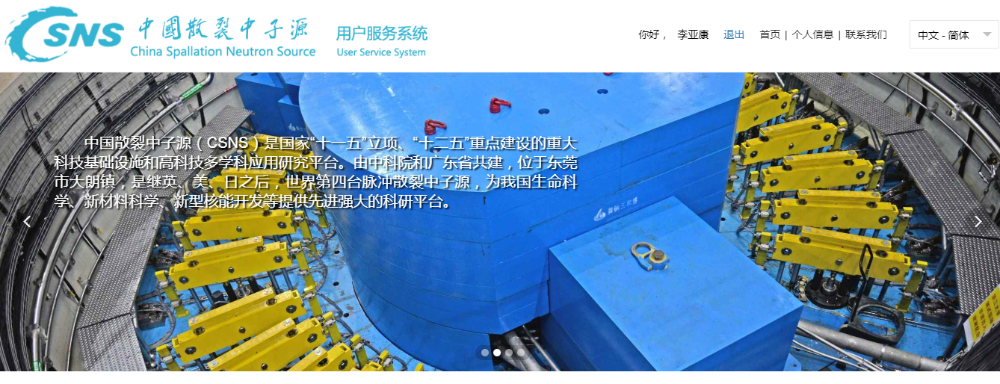 CSNS 中國散裂中子源
China Spallation Neutron Source
用户服务系统
User Service System
你好， 李亚康 退出 首页 | 个人信息 | 联系我们 中文 - 简体
中国散裂中子源（CSNS）是国家“十一五”立项、“十二五”重点建设的重大
科技基础设施和高科技多学科应用研究平台。由中科院和广东省共建，位于东莞
市大朗镇，是继英、美、日之后，世界第四台脉冲散裂中子源，为我国生命科
学、新材料科学、新型核能开发等提供先进强大的科研平台。